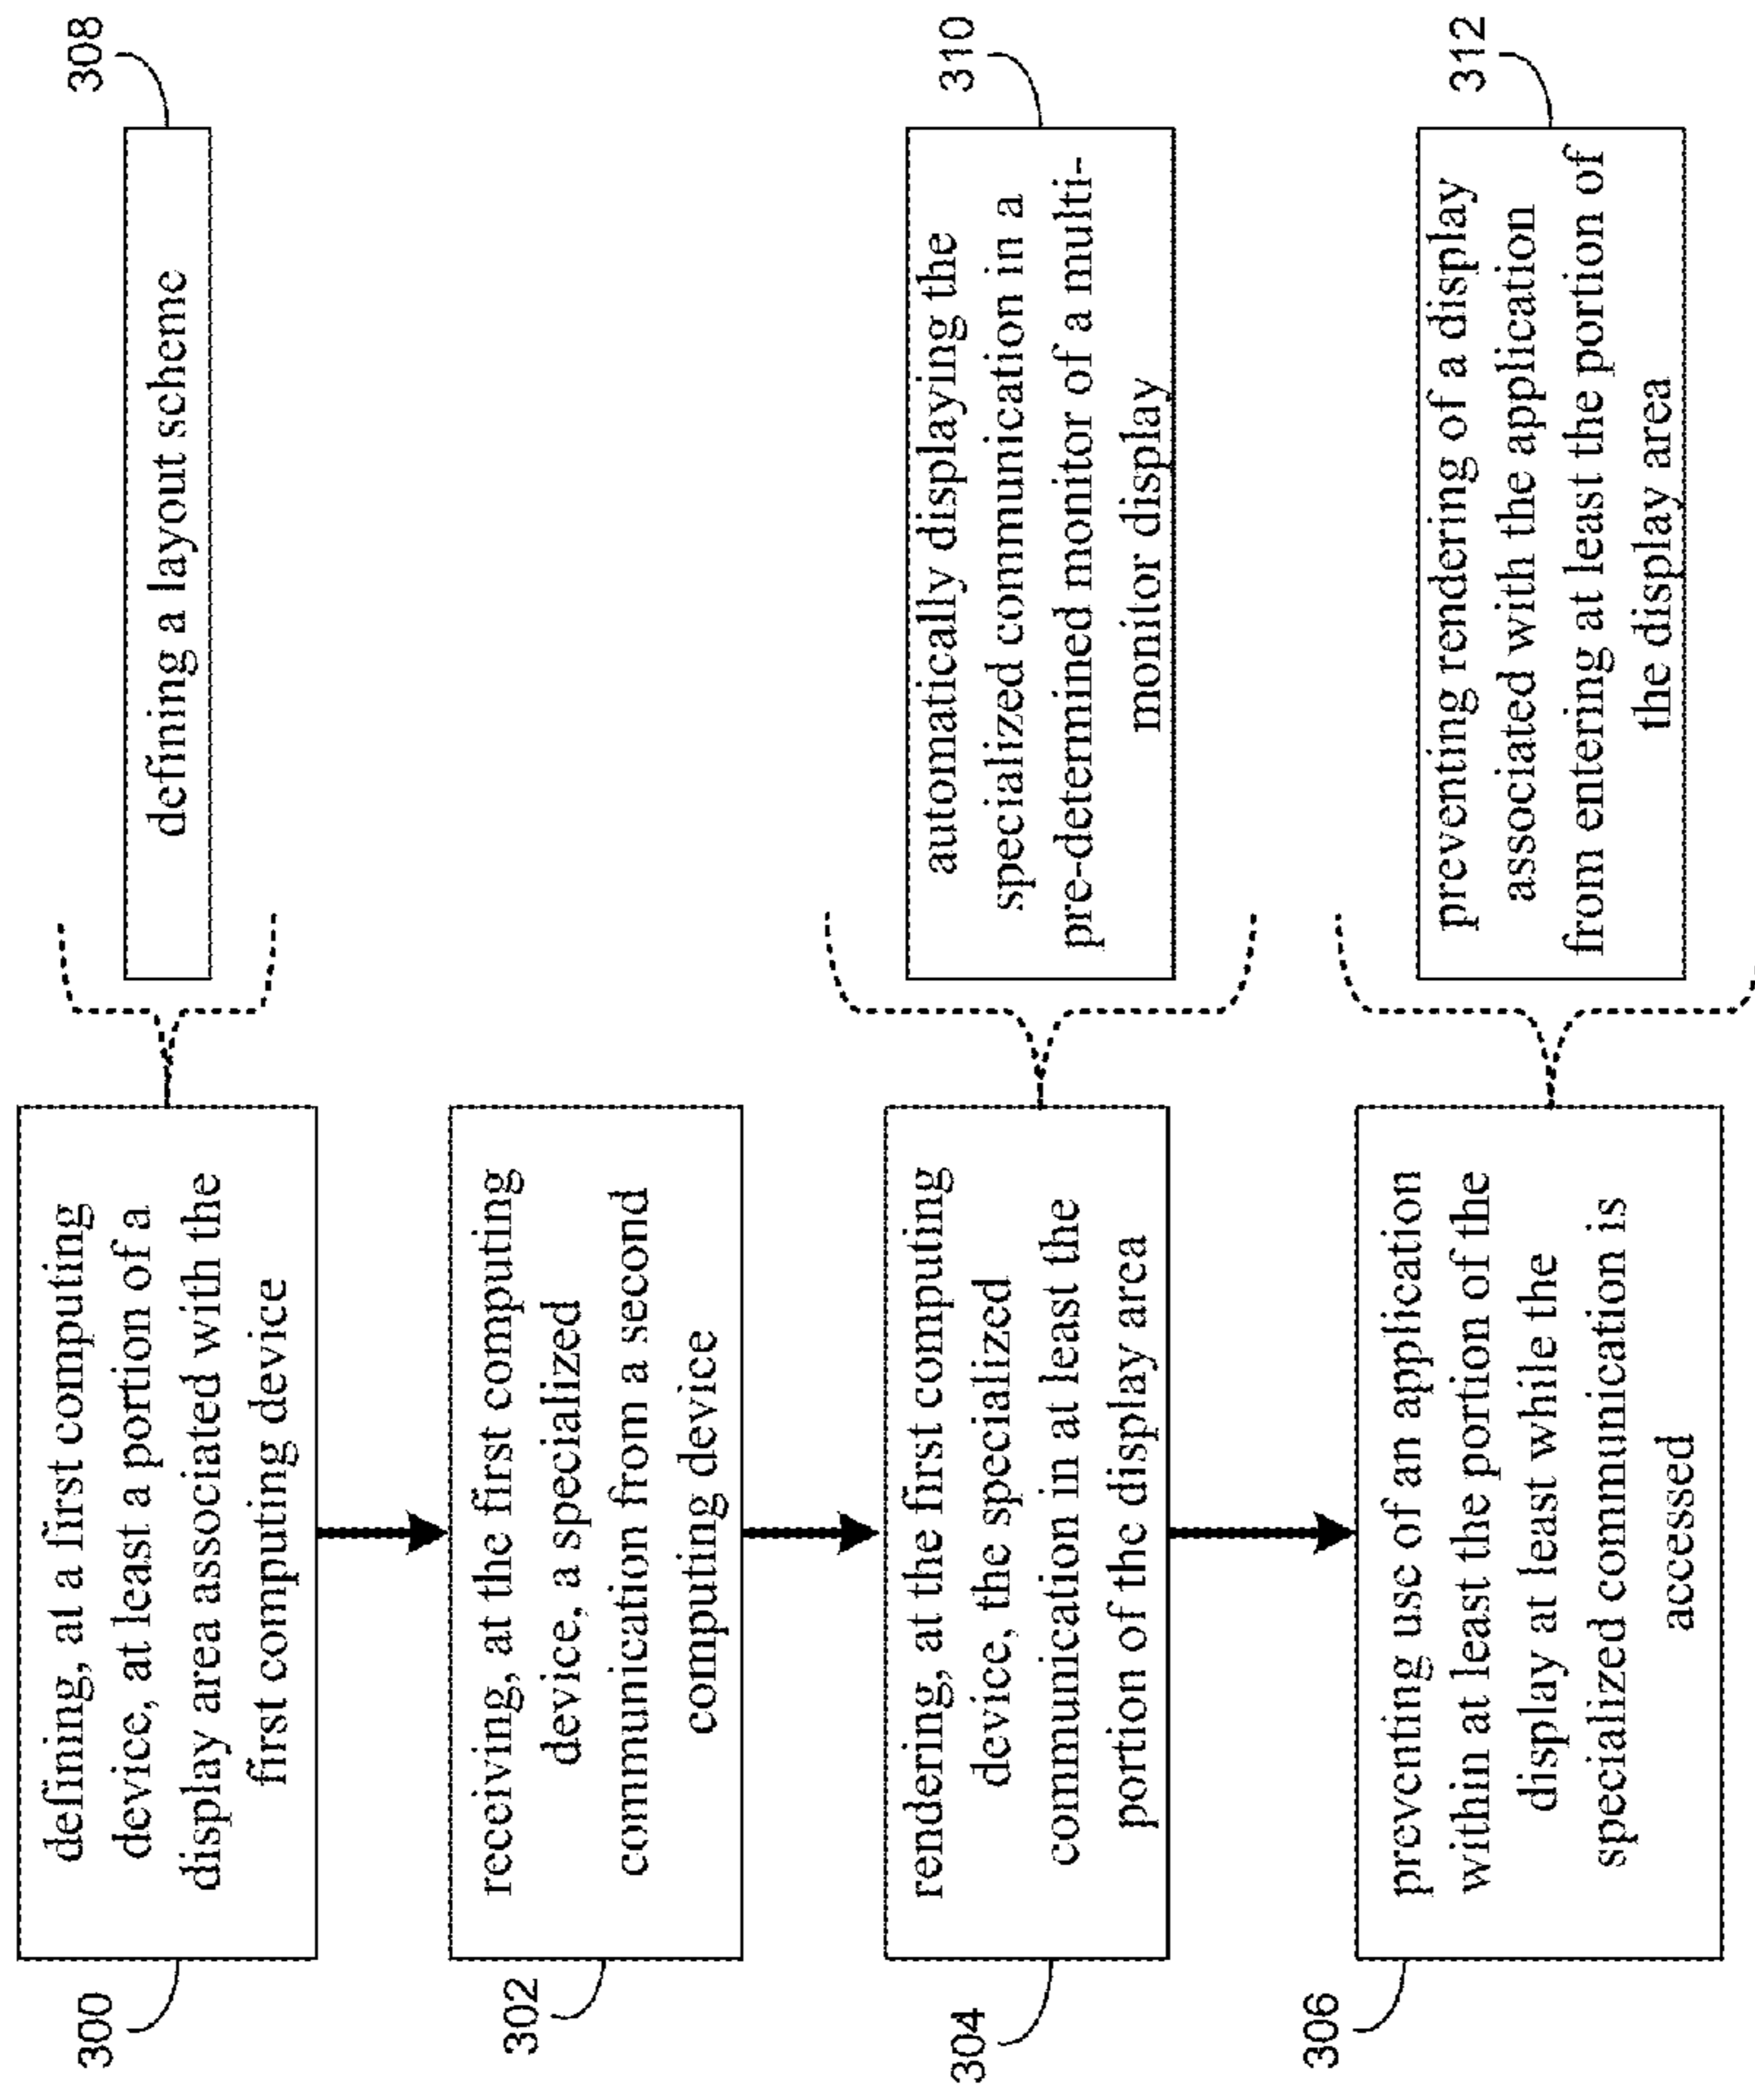 300
defining, at a first computing
device, at least a portion of a
display area associated with the
first computing device
308
defining a layout scheme
302
receiving, at the first computing
device, a specialized
communication from a second
computing device
304
rendering, at the first computing
device, the specialized
communication in at least the
portion of the display area
310
automatically displaying the
specialized communication in a
pre-determined monitor of a multi-
monitor display
306
preventing use of an application
within at least the portion of the
display at least while the
specialized communication is
accessed
312
preventing rendering of a display
associated with the application
from entering at least the portion of
the display area